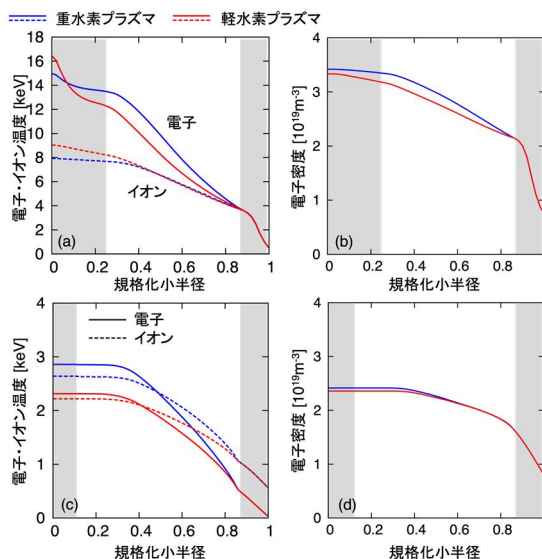 重水素プラズマ 軽水素プラズマ
電子・イオン温度 [keV]
18
16
14
12
10
8
6
4
2
0
電子
イオン
(a)
0 0.2 0.4 0.6 0.8 1
規格化小半径
電子密度 [10¹⁹m⁻³]
4
3
2
1
0
(b)
0 0.2 0.4 0.6 0.8
規格化小半径
電子・イオン温度 [keV]
4
3
2
1
0
電子
イオン
(c)
0 0.2 0.4 0.6 0.8 1
規格化小半径
電子密度 [10¹⁹m⁻³]
4
3
2
1
0
(d)
0 0.2 0.4 0.6 0.8
規格化小半径